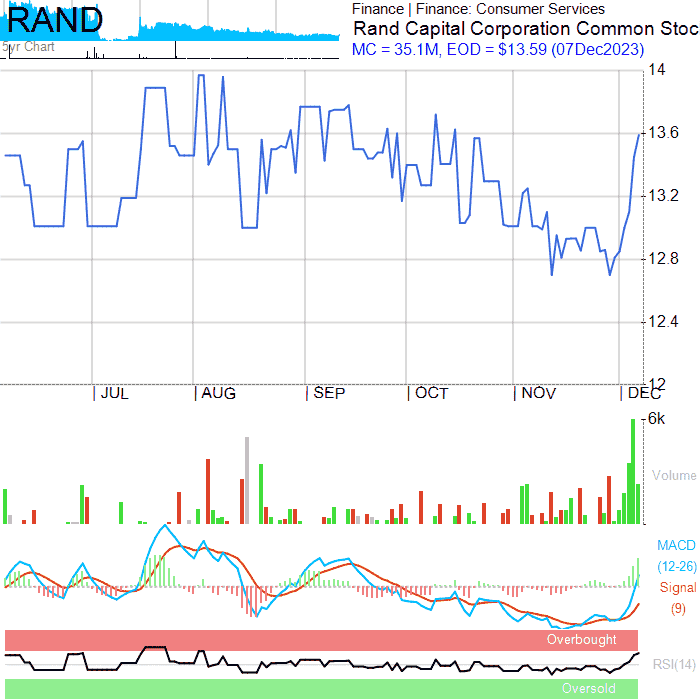 RAND
5yr Chart
Finance | Finance: Consumer Services
Rand Capital Corporation Common Stoc
MC = 35.1M, EOD = $13.59 (07Dec2023)
14
13.6
13.2
12.8
12.4
12
JUL AUG SEP OCT NOV DEC
6k
Volume
MACD
(12-26)
Signal
(9)
Overbought
RSI(14)
Oversold